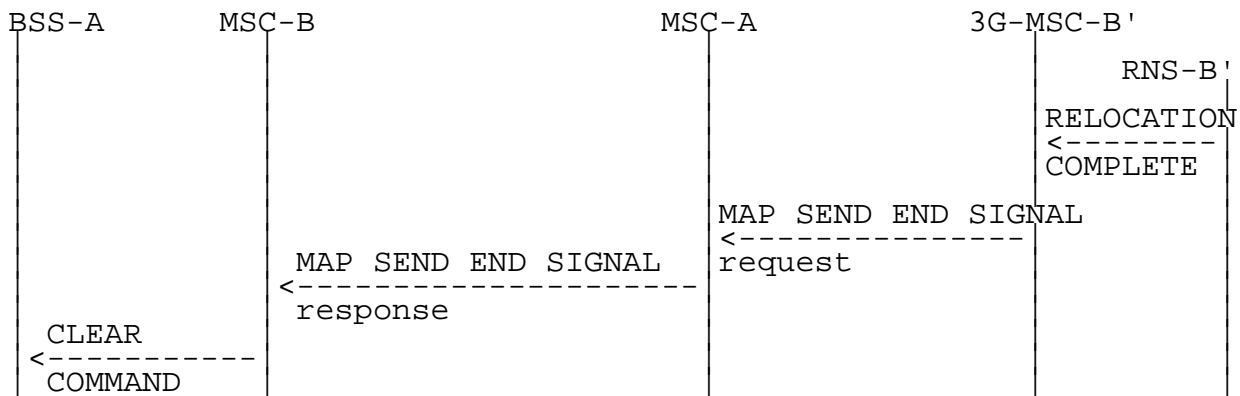 BSS-A MSC-B MSC-A 3G-MSC-B'
RNS-B'
RELOCATION
COMPLETE
MAP SEND END SIGNAL
request
MAP SEND END SIGNAL
response
CLEAR
COMMAND